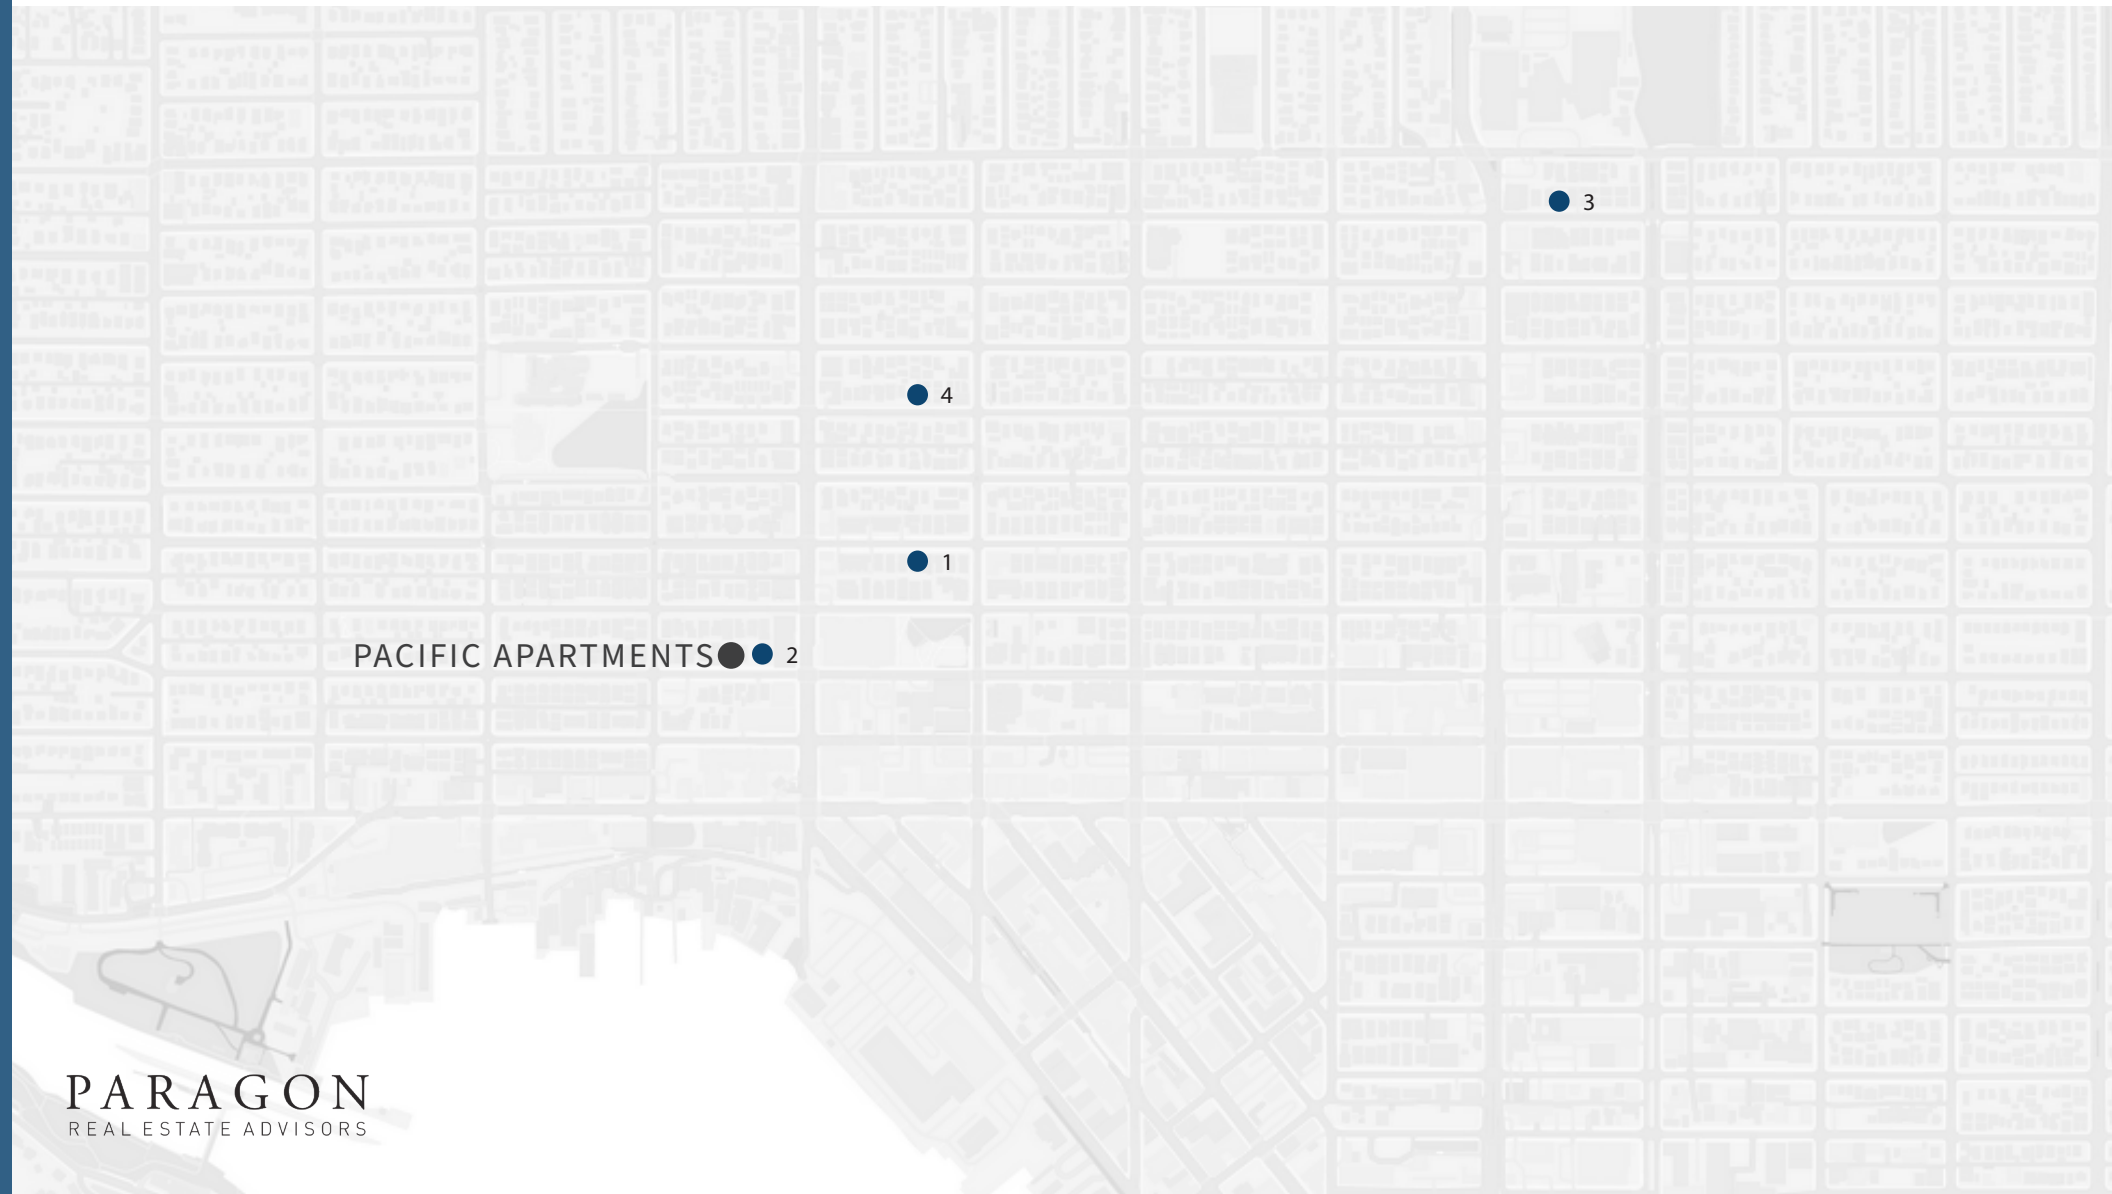 3
4
1
PACIFIC APARTMENTS 2
PARAGON
REAL ESTATE ADVISORS